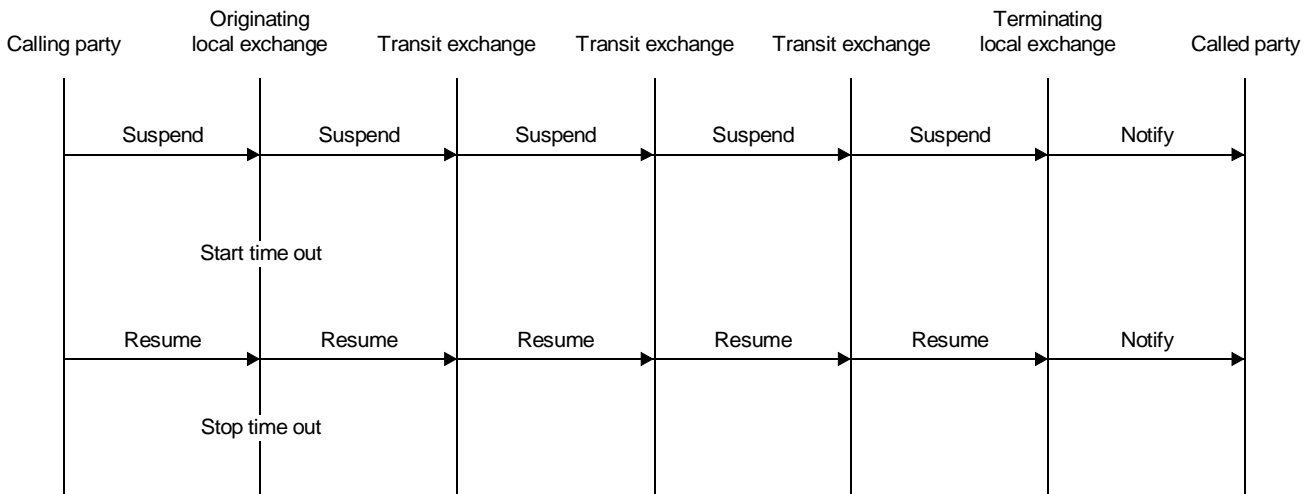 Calling party
Originating
local exchange
Transit exchange
Transit exchange
Transit exchange
Terminating
local exchange
Called party
Suspend
Suspend
Suspend
Suspend
Suspend
Notify
Start time out
Resume
Resume
Resume
Resume
Resume
Notify
Stop time out